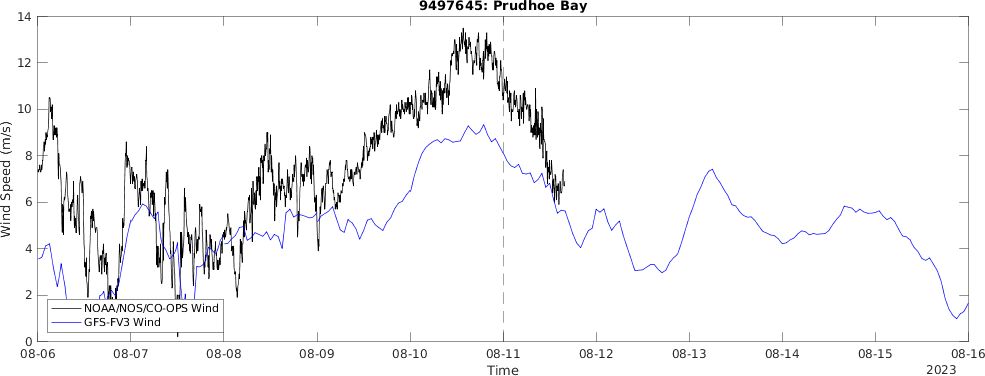 9497645: Prudhoe Bay
Wind Speed (m/s)
14
12
10
8
6
4
2
0
NOAA/NOS/CO-OPS Wind
GFS-FV3 Wind
08-06 08-07 08-08 08-09 08-10 08-11 08-12 08-13 08-14 08-15 08-16
Time
2023